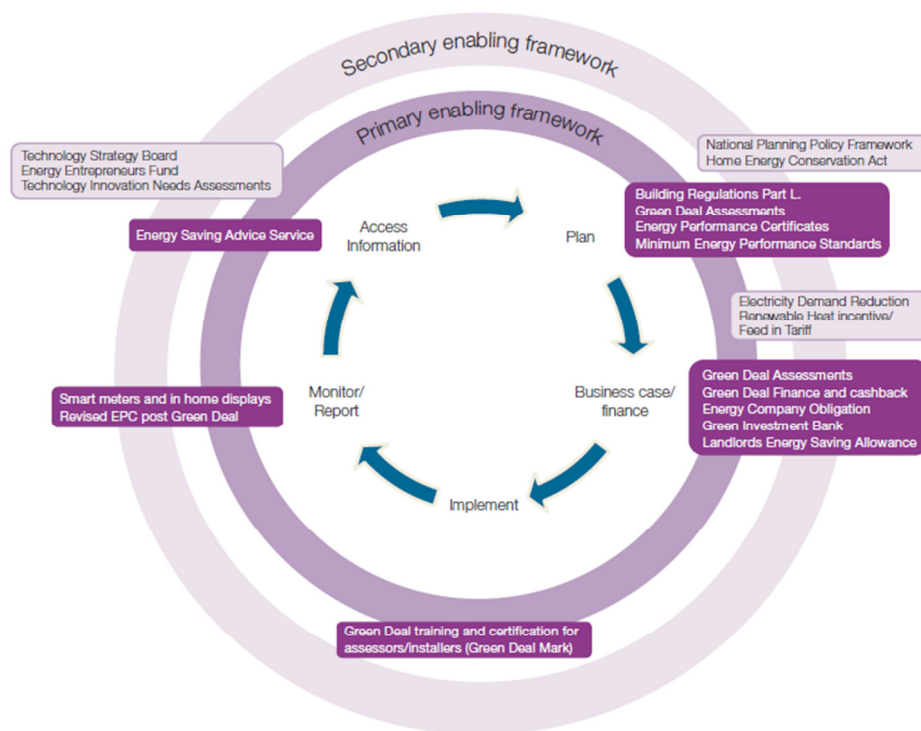 Secondary enabling framework
Primary enabling framework
Technology Strategy Board
Energy Entrepreneurs Fund
Technology Innovation Needs Assessments
National Planning Policy Framework
Home Energy Conservation Act
Building Regulations Part L.
Green Deal Assessments
Energy Performance Certificates
Minimum Energy Performance Standards
Energy Saving Advice Service
Access
Information
Plan
Electricity Demand Reduction
Renewable Heat incentive/
Feed in Tariff
Smart meters and in home displays
Revised EPC post Green Deal
Monitor/
Report
Business case/
finance
Green Deal Assessments
Green Deal Finance and cashback
Energy Company Obligation
Green Investment Bank
Landlords Energy Saving Allowance
Implement
Green Deal training and certification for
assessors/installers (Green Deal Mark)